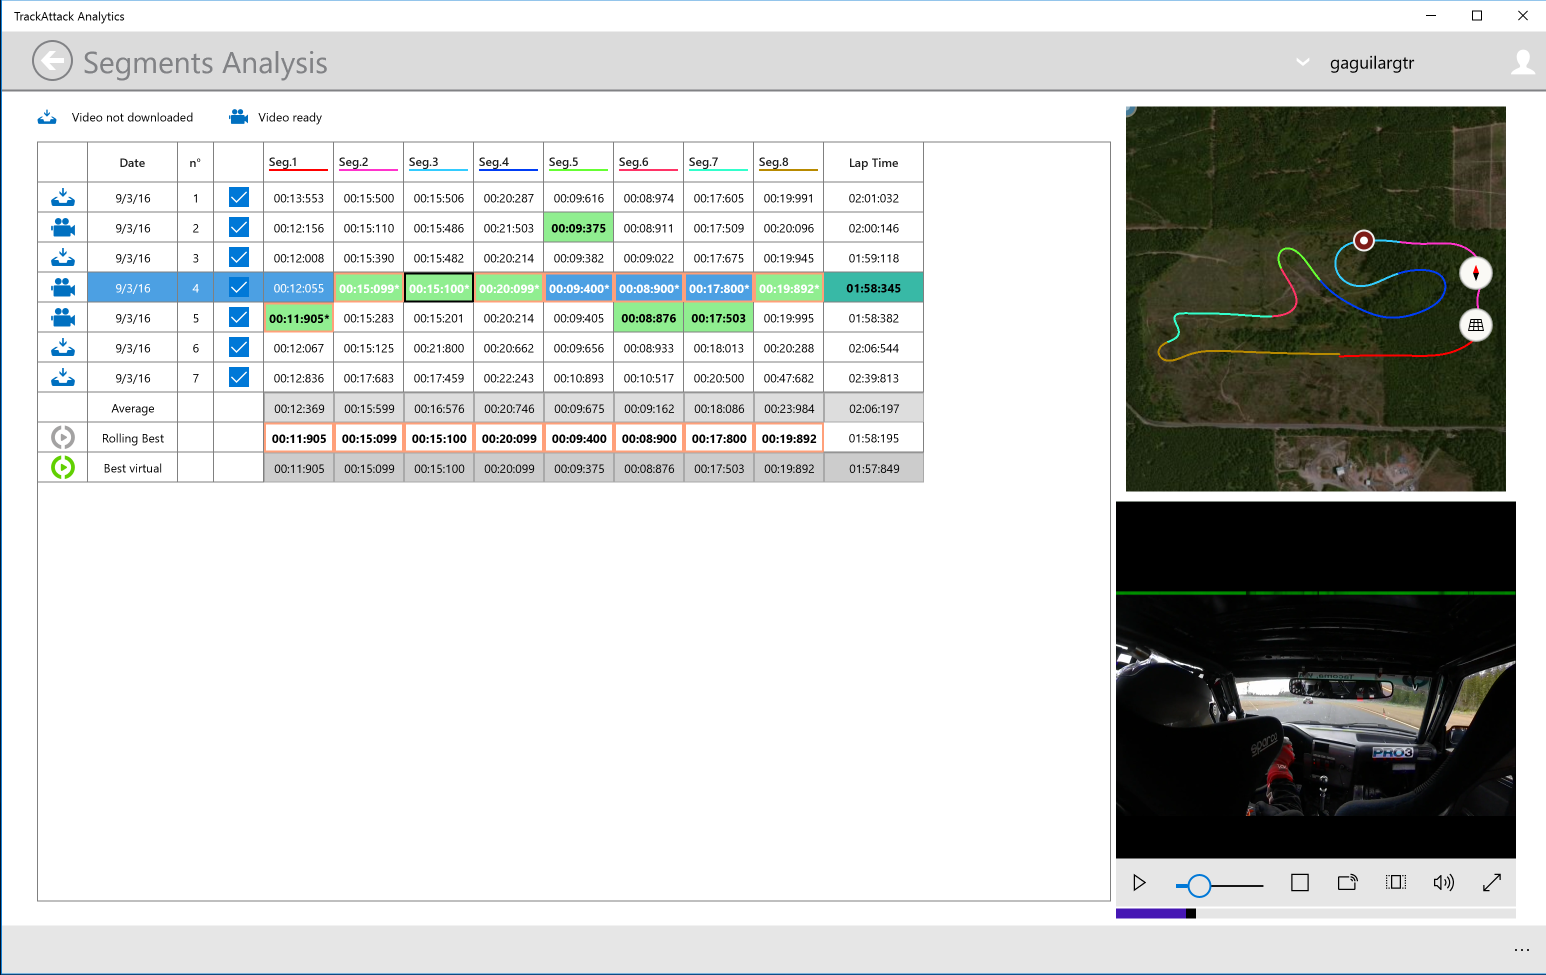 TrackAttack Analytics
Segments Analysis
gaguilargtr
Video not downloaded Video ready
Date n° Seg.1 Seg.2 Seg.3 Seg.4 Seg.5 Seg.6 Seg.7 Seg.8 Lap Time
9/3/16 1 00:13:553 00:15:500 00:15:506 00:20:287 00:09:616 00:08:974 00:17:605 00:19:991 02:01:032
9/3/16 2 00:12:156 00:15:110 00:15:486 00:21:503 00:09:375 00:08:911 00:17:509 00:20:096 02:00:146
9/3/16 3 00:12:008 00:15:390 00:15:482 00:20:214 00:09:382 00:09:022 00:17:675 00:19:945 01:59:118
9/3/16 4 00:12:055 00:15:099* 00:15:100* 00:20:099* 00:09:400* 00:08:900* 00:17:800* 00:19:892* 01:58:345
9/3/16 5 00:11:905* 00:15:283 00:15:201 00:20:214 00:09:405 00:08:876 00:17:503 00:19:995 01:58:382
9/3/16 6 00:12:067 00:15:125 00:21:800 00:20:662 00:09:656 00:08:933 00:18:013 00:20:288 02:06:544
9/3/16 7 00:12:836 00:17:683 00:17:459 00:22:243 00:10:893 00:10:517 00:20:500 00:47:682 02:39:813
Average 00:12:369 00:15:599 00:16:576 00:20:746 00:09:675 00:09:162 00:18:086 00:23:984 02:06:197
Rolling Best 00:11:905 00:15:099 00:15:100 00:20:099 00:09:400 00:08:900 00:17:800 00:19:892 01:58:195
Best virtual 00:11:905 00:15:099 00:15:100 00:20:099 00:09:375 00:08:876 00:17:503 00:19:892 01:57:849
Tacoma
sparco
PRO3